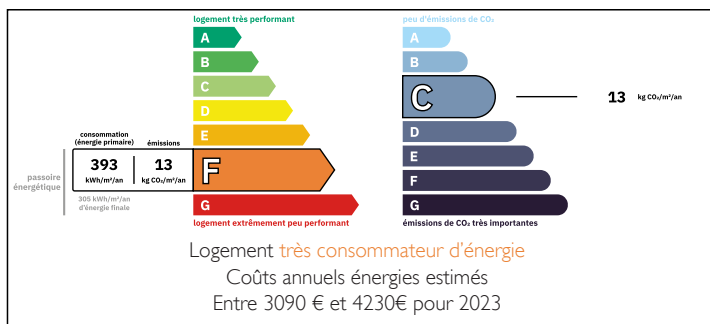 logement très performant
A
B
C
D
E
consommation
(énergie primaire)
émissions
393
kWh/m²/an
13
kg CO₂/m²/an
F
passoire
énergétique
305 kWh/m²/an
d'énergie finale
G
logement extrêmement peu performant
peu d'émissions de CO₂
A
B
C
13 kg CO₂/m²/an
D
E
F
G
émissions de CO₂ très importantes
Logement très consommateur d'énergie
Coûts annuels énergies estimés
Entre 3090 € et 4230€ pour 2023